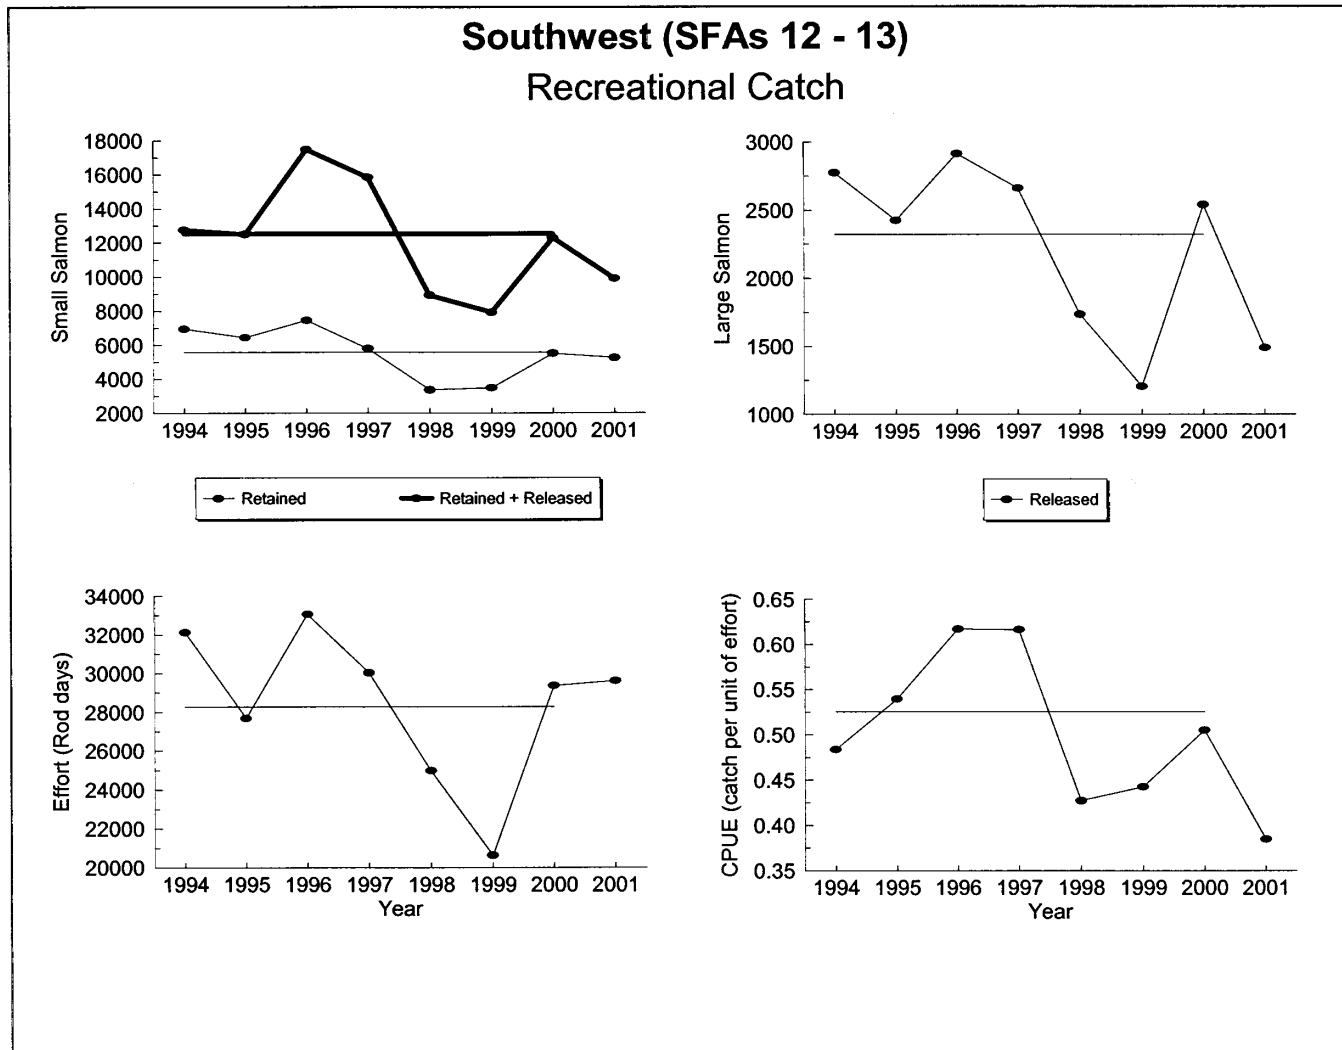 Southwest (SFAs 12 - 13)
Recreational Catch
Small Salmon
18000
16000
14000
12000
10000
8000
6000
4000
2000
1994 1995 1996 1997 1998 1999 2000 2001
Retained
Retained + Released
Large Salmon
3000
2500
2000
1500
1000
1994 1995 1996 1997 1998 1999 2000 2001
Released
Effort (Rod days)
34000
32000
30000
28000
26000
24000
22000
20000
1994 1995 1996 1997 1998 1999 2000 2001
Year
CPUE (catch per unit of effort)
0.65
0.60
0.55
0.50
0.45
0.40
0.35
1994 1995 1996 1997 1998 1999 2000 2001
Year